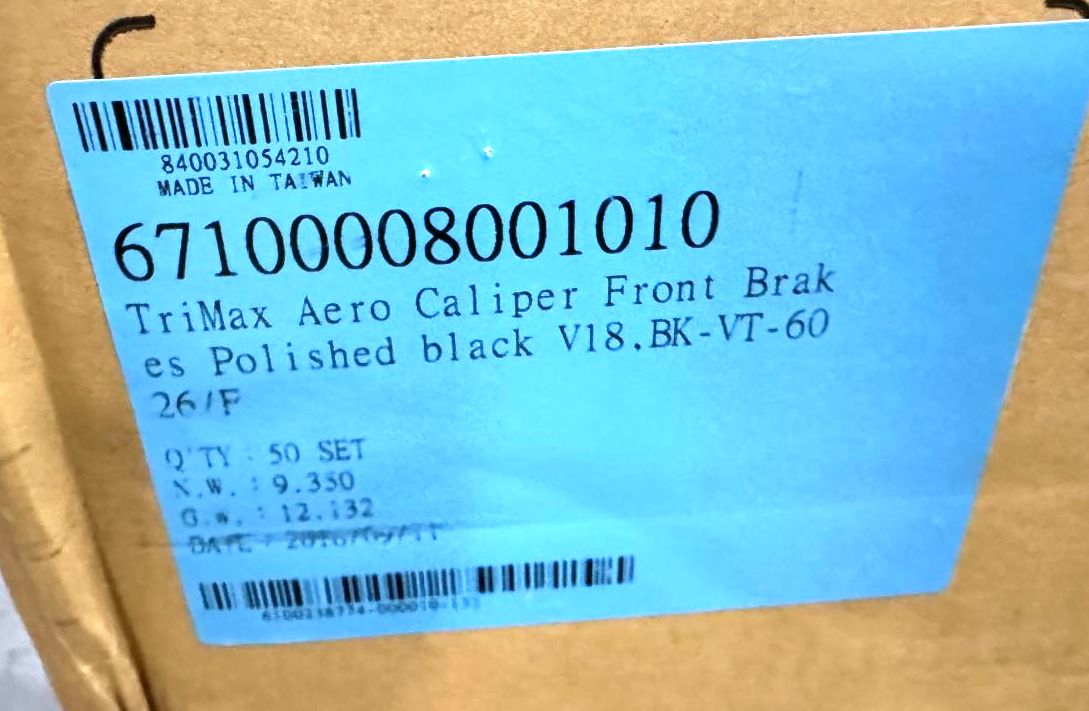 840031054210
MADE IN TAIWAN
67100008001010
TriMax Aero Caliper Front Brak
es Polished black V18.BK-VT-60
26/F
Q'TY : 50 SET
N.W. : 9.350
G.W. : 12.132
DATE :